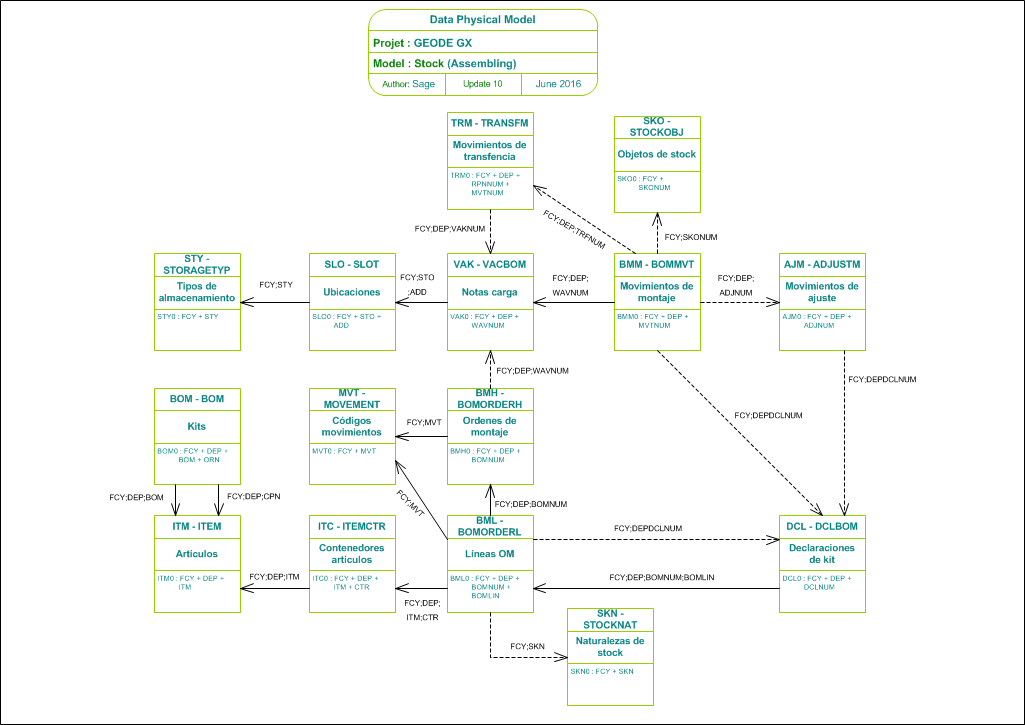 Data Physical Model
Projet : GEODE GX
Model : Stock (Assembling)
Author: Sage
Update 10
June 2016
TRM - TRANSFM
Movimientos de
transfencia
TRM0 : FCY + DEP +
RPNNUM +
MVTNUM
SKO -
STOCKOBJ
Objetos de stock
SKO0 : FCY +
SKONUM
FCY;DEP;VAKNUM
FCY;DEP;TRFNUM
FCY;SKONUM
STY -
STORAGETYP
Tipos de
almacenamiento
STY0 : FCY + STY
FCY;STY
SLO - SLOT
Ubicaciones
SLO0 : FCY + STO +
ADD
FCY;STO
;ADD
VAK - VACBOM
Notas carga
VAK0 : FCY + DEP +
WAVNUM
FCY;DEP;
WAVNUM
BMM - BOMMVT
Movimientos de
montaje
BMM0 : FCY + DEP +
MVTNUM
FCY;DEP;
ADJNUM
AJM - ADJUSTM
Movimientos de
ajuste
AJM0 : FCY + DEP +
ADJNUM
FCY;DEP;WAVNUM
FCY;DEPDCLNUM
FCY;DEPDCLNUM
BOM - BOM
Kits
BOM0 : FCY + DEP +
BOM + ORN
MVT -
MOVEMENT
Códigos
movimientos
MVT0 : FCY + MVT
FCY;MVT
BMH -
BOMORDERH
Ordenes de
montaje
BMH0 : FCY + DEP +
BOMNUM
FCY;DEP;BOM
FCY;DEP;CPN
FCY;MVT
FCY;DEP;BOMNUM
ITM - ITEM
Artículos
ITM0 : FCY + DEP +
ITM
FCY;DEP;ITM
ITC - ITEMCTR
Contenedores
artículos
ITC0 : FCY + DEP +
ITM + CTR
FCY;DEP;
ITM;CTR
BML -
BOMORDERL
Líneas OM
BML0 : FCY + DEP +
BOMNUM +
BOMLIN
FCY;DEPDCLNUM
FCY;DEP;BOMNUM;BOMLIN
DCL - DCLBOM
Declaraciones
de kit
DCL0 : FCY + DEP +
DCLNUM
FCY;SKN
SKN -
STOCKNAT
Naturalezas de
stock
SKN0 : FCY + SKN